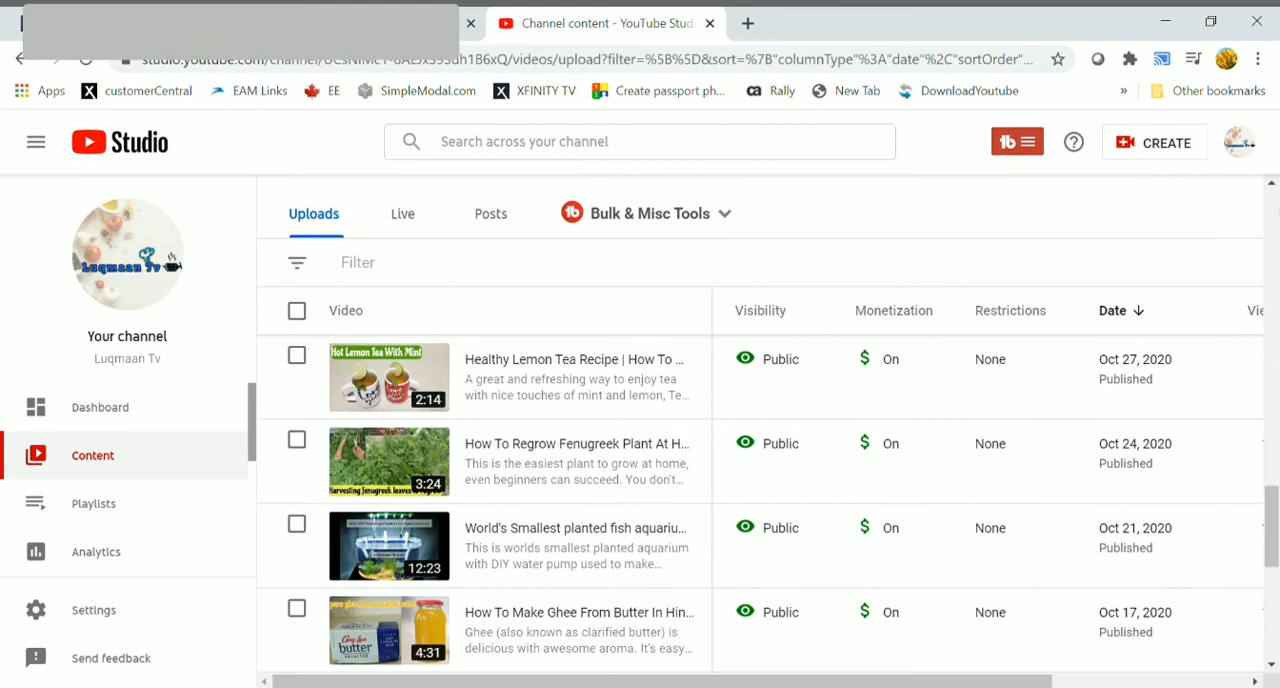 Channel content - YouTube Studi
Sdh1B6xQ/videos/upload?filter=%5B%5D&sort=%7B"columnType"%3A"date"%2C"sortOrder"...
Apps
customerCentral
EAM Links
EE
SimpleModal.com
XFINITY TV
Create passport ph...
Rally
New Tab
DownloadYoutube
»
Other bookmarks
Studio
Search across your channel
CREATE
Luqmaan Tv
Your channel
Luqmaan Tv
Dashboard
Content
Playlists
Analytics
Settings
Send feedback
Uploads
Live
Posts
Bulk & Misc Tools
Filter
Video
Visibility
Monetization
Restrictions
Date
Vie
Hot Lemon Tea With Mint
2:14
Healthy Lemon Tea Recipe | How To ...
A great and refreshing way to enjoy tea
with nice touches of mint and lemon, Te...
Public
$ On
None
Oct 27, 2020
Published
Harvesting fenugreek leaves
3:24
How To Regrow Fenugreek Plant At H...
This is the easiest plant to grow at home,
even beginners can succeed. You don't...
Public
$ On
None
Oct 24, 2020
Published
12:23
World's Smallest planted fish aquariu...
This is worlds smallest planted aquarium
with DIY water pump used to make...
Public
$ On
None
Oct 21, 2020
Published
butter
4:31
How To Make Ghee From Butter In Hin...
Ghee (also known as clarified butter) is
delicious with awesome aroma. It's easy...
Public
$ On
None
Oct 17, 2020
Published